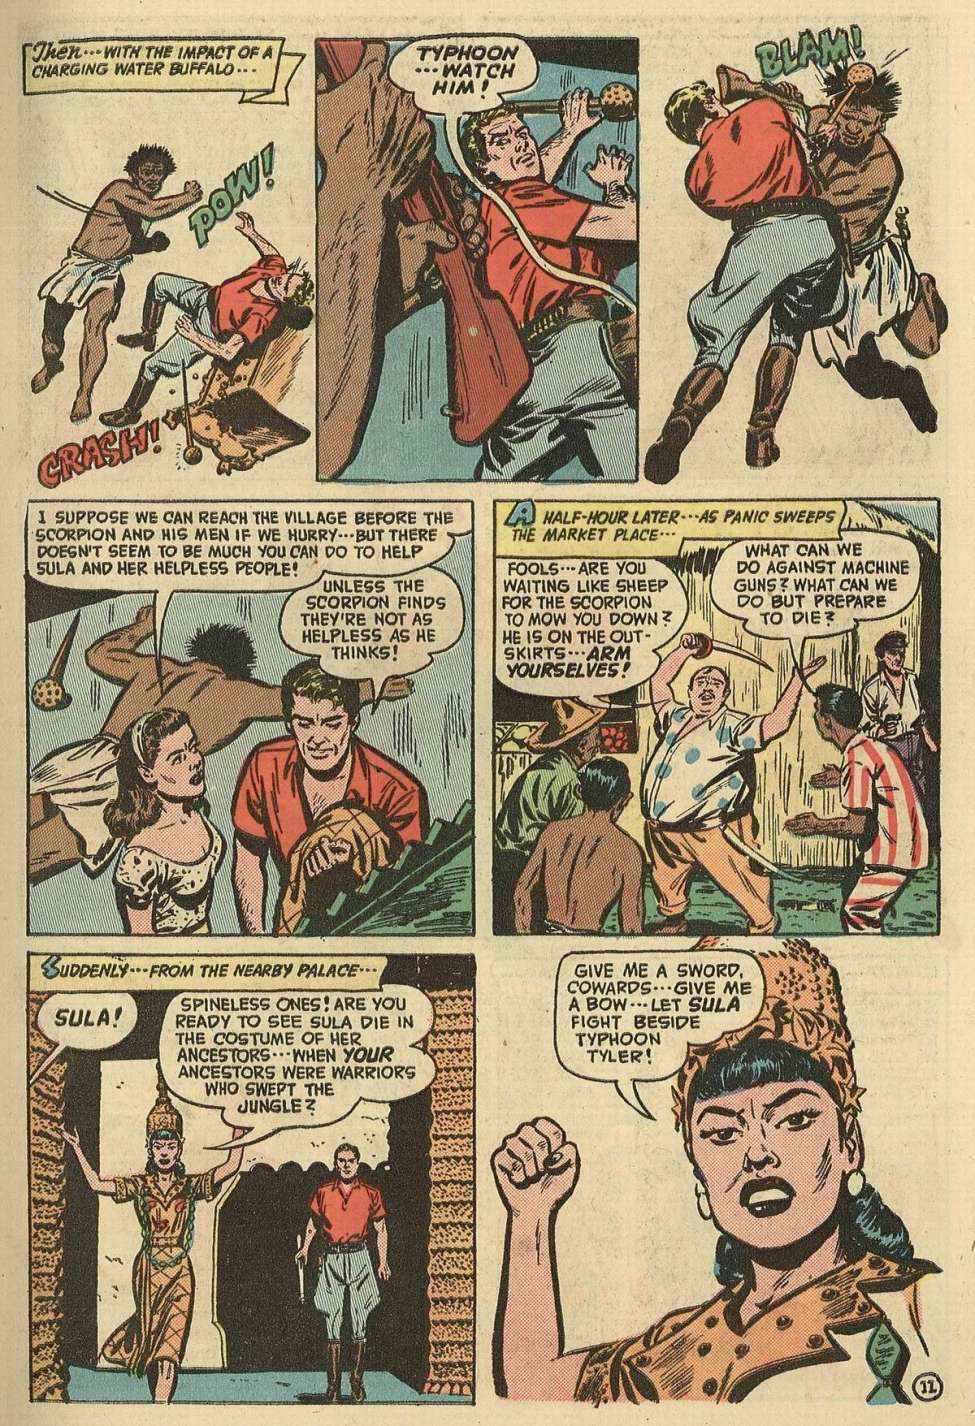 Then...WITH THE IMPACT OF A
CHARGING WATER BUFFALO...
POW!
CRASH!
TYPHOON
...WATCH
HIM!
BLAM!
I SUPPOSE WE CAN REACH THE VILLAGE BEFORE THE
SCORPION AND HIS MEN IF WE HURRY...BUT THERE
DOESN'T SEEM TO BE MUCH YOU CAN DO TO HELP
SULA AND HER HELPLESS PEOPLE!
UNLESS THE
SCORPION FINDS
THEY'RE NOT AS
HELPLESS AS HE
THINKS!
A HALF-HOUR LATER...AS PANIC SWEEPS
THE MARKET PLACE...
FOOLS...ARE YOU
WAITING LIKE SHEEP
FOR THE SCORPION
TO MOW YOU DOWN?
HE IS ON THE OUT-
SKIRTS...ARM
YOURSELVES!
WHAT CAN WE
DO AGAINST MACHINE
GUNS? WHAT CAN WE
DO BUT PREPARE
TO DIE?
SUDDENLY...FROM THE NEARBY PALACE...
SULA!
SPINELESS ONES! ARE YOU
READY TO SEE SULA DIE IN
THE COSTUME OF HER
ANCESTORS...WHEN YOUR
ANCESTORS WERE WARRIORS
WHO SWEPT THE
JUNGLE?
GIVE ME A SWORD,
COWARDS...GIVE ME
A BOW...LET SULA
FIGHT BESIDE
TYPHOON
TYLER!
11